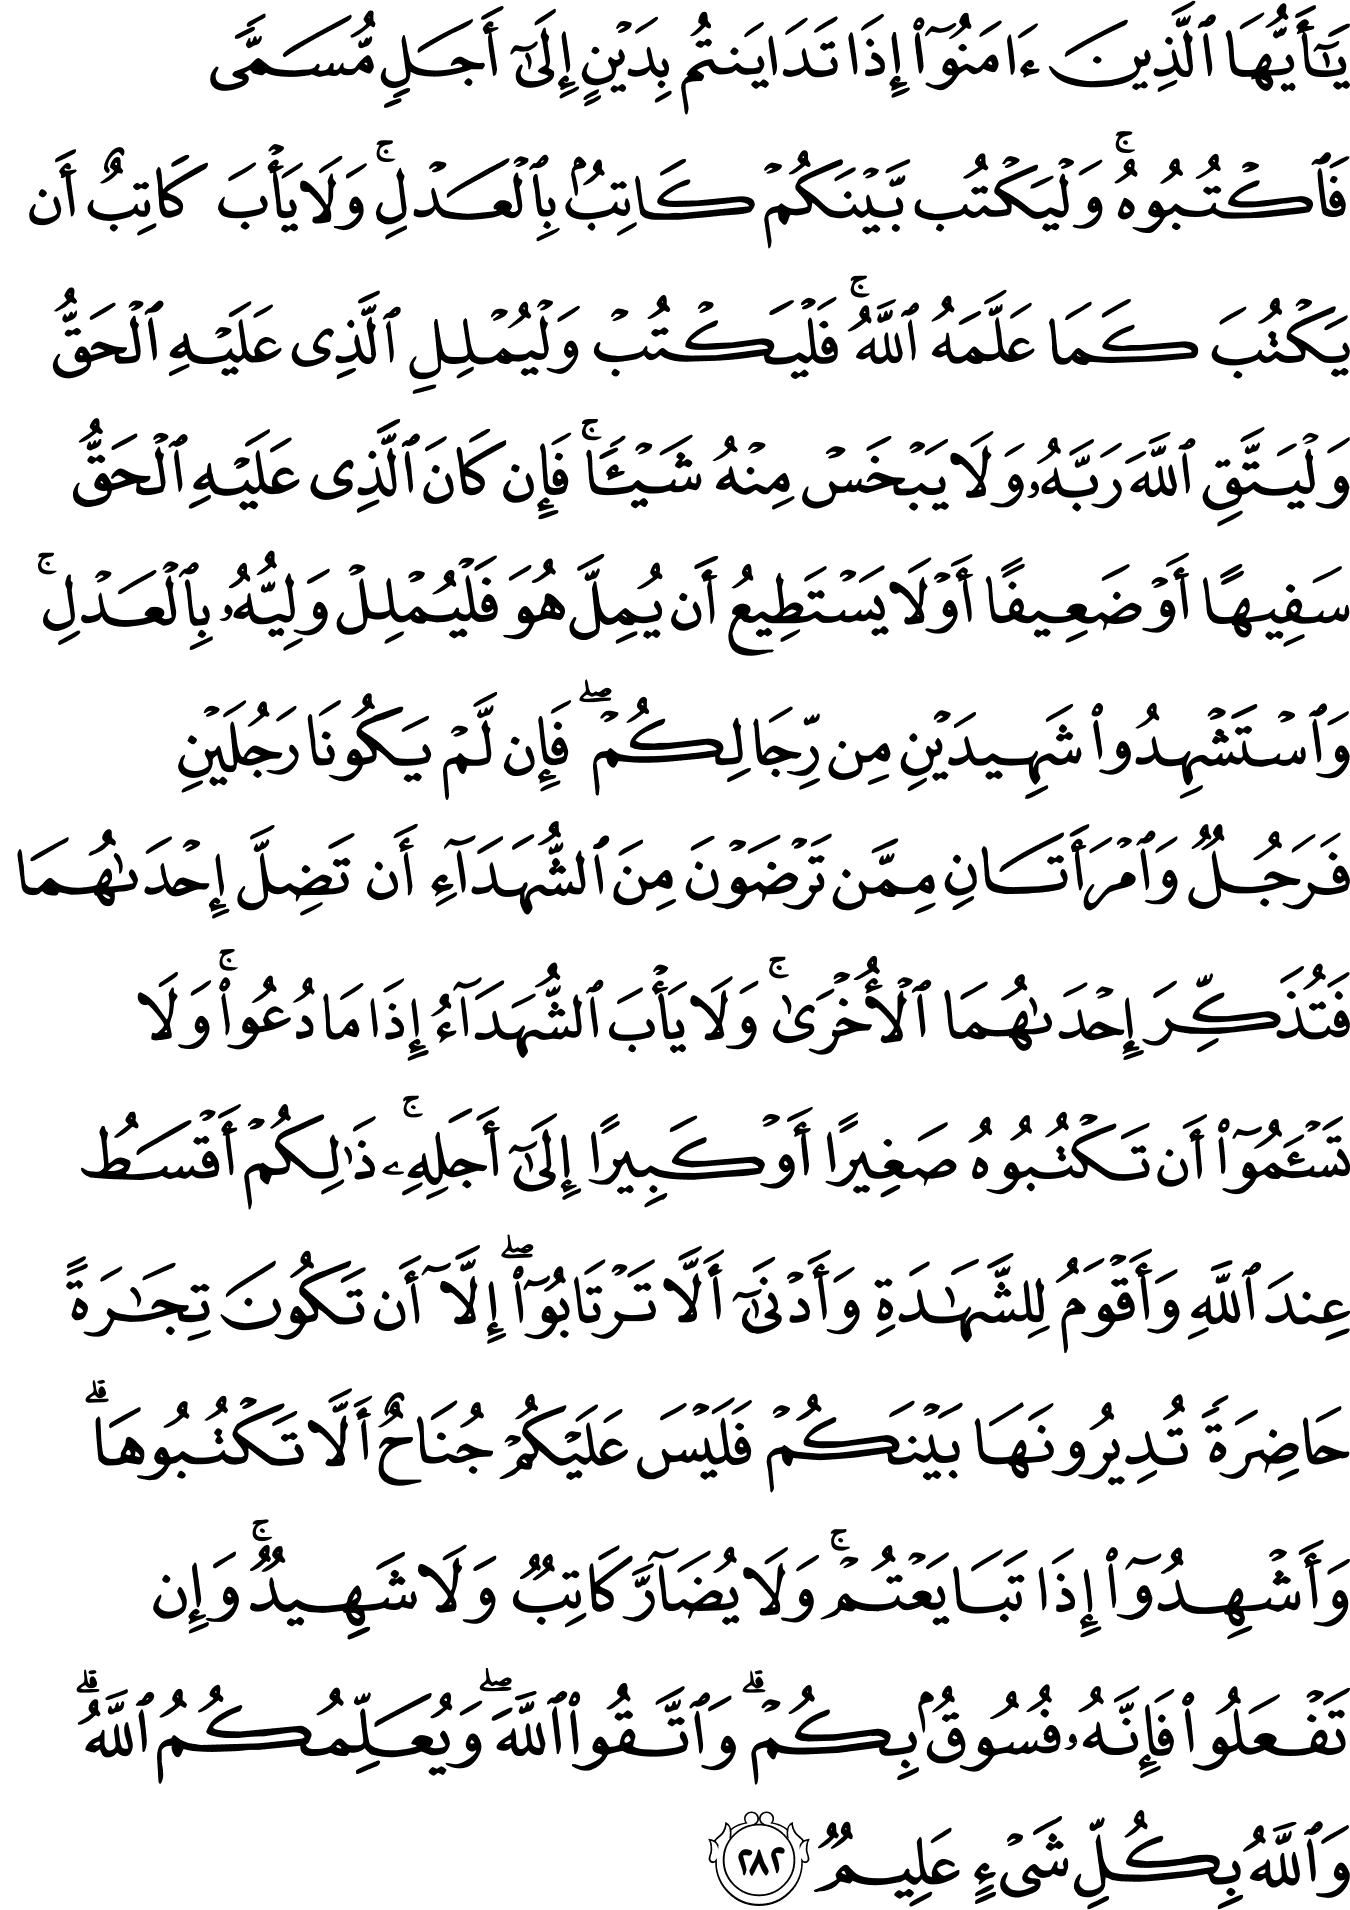 يَٰٓأَيُّهَا ٱلَّذِينَ ءَامَنُوٓا۟ إِذَا تَدَايَنتُم بِدَيْنٍ إِلَىٰٓ أَجَلٍ مُّسَمًّى
فَٱكْتُبُوهُ ۚ وَلْيَكْتُب بَّيْنَكُمْ كَاتِبٌۢ بِٱلْعَدْلِ ۚ وَلَا يَأْبَ كَاتِبٌ أَن
يَكْتُبَ كَمَا عَلَّمَهُ ٱللَّهُ ۚ فَلْيَكْتُبْ وَلْيُمْلِلِ ٱلَّذِى عَلَيْهِ ٱلْحَقُّ
وَلْيَتَّقِ ٱللَّهَ رَبَّهُۥ وَلَا يَبْخَسْ مِنْهُ شَيْـًٔا ۚ فَإِن كَانَ ٱلَّذِى عَلَيْهِ ٱلْحَقُّ
سَفِيهًا أَوْ ضَعِيفًا أَوْ لَا يَسْتَطِيعُ أَن يُمِلَّ هُوَ فَلْيُمْلِلْ وَلِيُّهُۥ بِٱلْعَدْلِ ۚ
وَٱسْتَشْهِدُوا۟ شَهِيدَيْنِ مِن رِّجَالِكُمْ ۖ فَإِن لَّمْ يَكُونَا رَجُلَيْنِ
فَرَجُلٌ وَٱمْرَأَتَانِ مِمَّن تَرْضَوْنَ مِنَ ٱلشُّهَدَآءِ أَن تَضِلَّ إِحْدَىٰهُمَا
فَتُذَكِّرَ إِحْدَىٰهُمَا ٱلْأُخْرَىٰ ۚ وَلَا يَأْبَ ٱلشُّهَدَآءُ إِذَا مَا دُعُوا۟ ۚ وَلَا
تَسْـَٔمُوٓا۟ أَن تَكْتُبُوهُ صَغِيرًا أَوْ كَبِيرًا إِلَىٰٓ أَجَلِهِۦ ۚ ذَٰلِكُمْ أَقْسَطُ
عِندَ ٱللَّهِ وَأَقْوَمُ لِلشَّهَٰدَةِ وَأَدْنَىٰٓ أَلَّا تَرْتَابُوٓا۟ ۖ إِلَّآ أَن تَكُونَ تِجَٰرَةً
حَاضِرَةً تُدِيرُونَهَا بَيْنَكُمْ فَلَيْسَ عَلَيْكُمْ جُنَاحٌ أَلَّا تَكْتُبُوهَا ۗ
وَأَشْهِدُوٓا۟ إِذَا تَبَايَعْتُمْ ۚ وَلَا يُضَآرَّ كَاتِبٌ وَلَا شَهِيدٌ ۚ وَإِن
تَفْعَلُوا۟ فَإِنَّهُۥ فُسُوقٌۢ بِكُمْ ۗ وَٱتَّقُوا۟ ٱللَّهَ ۖ وَيُعَلِّمُكُمُ ٱللَّهُ ۗ
وَٱللَّهُ بِكُلِّ شَىْءٍ عَلِيمٌ ٢٨٢